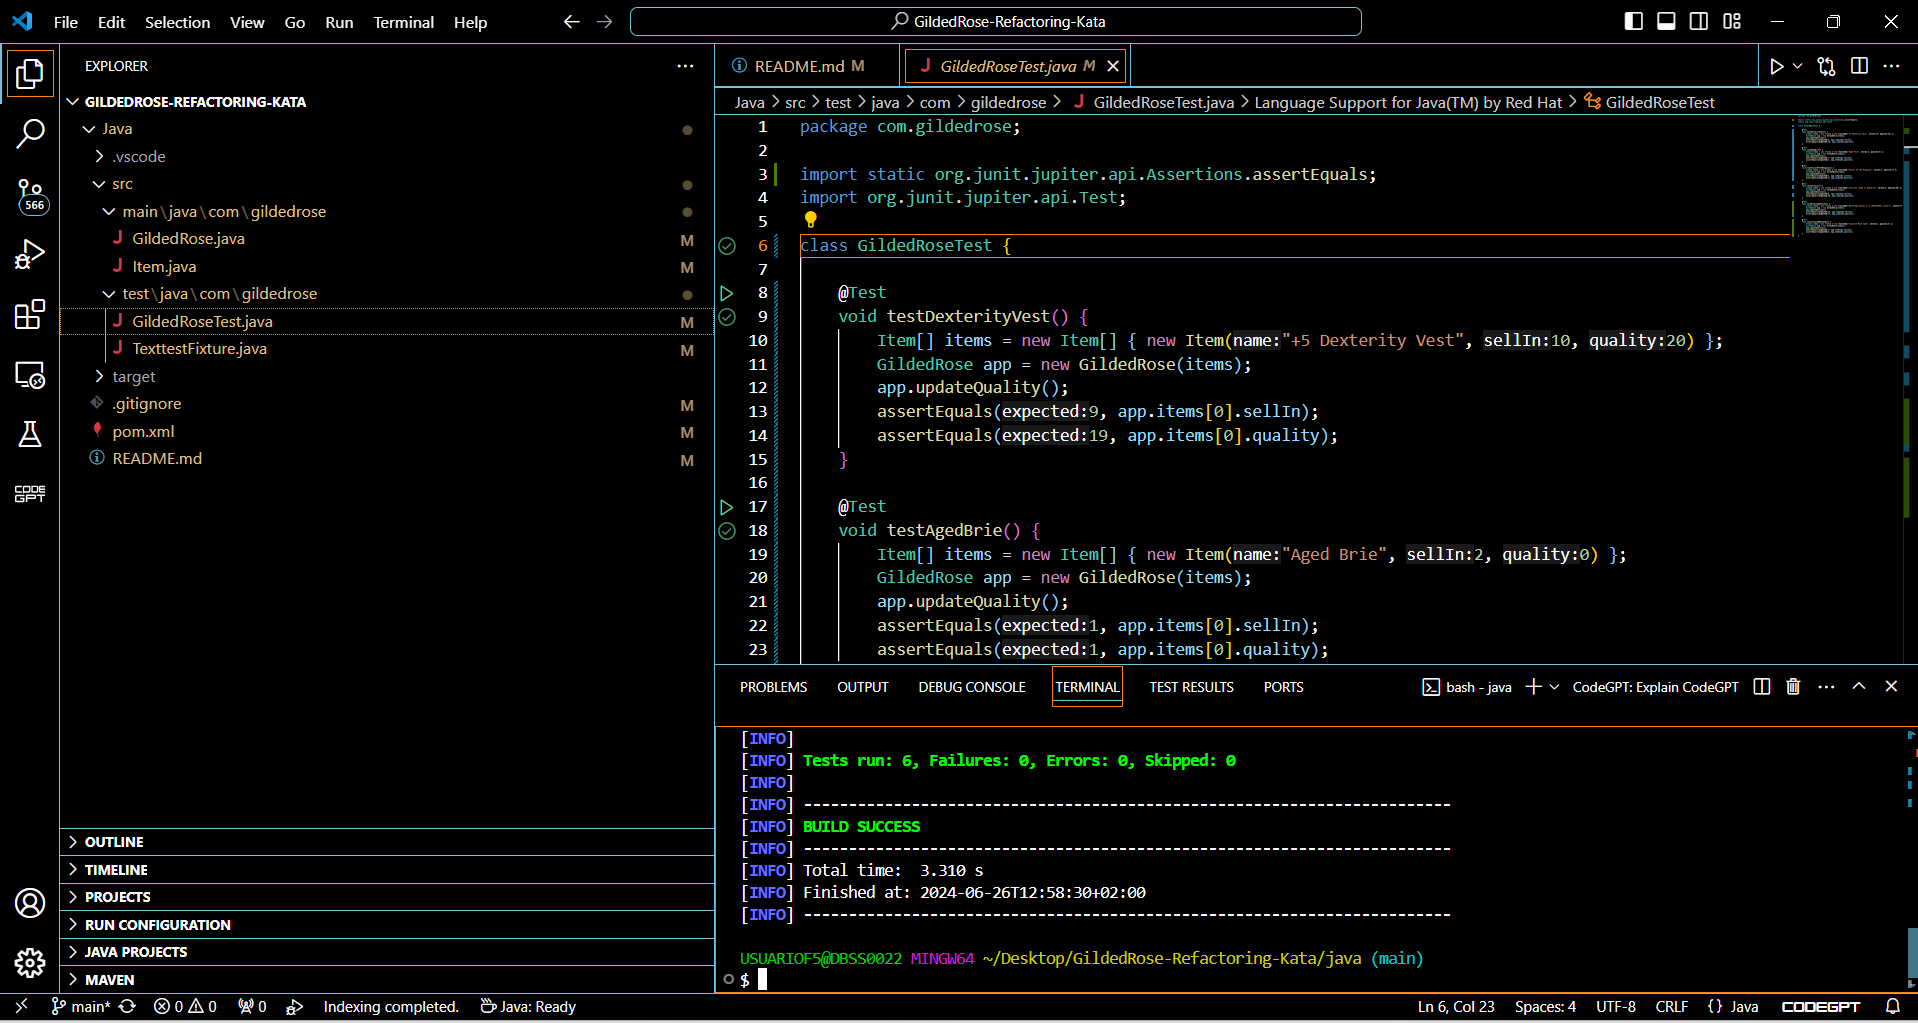 File Edit Selection View Go Run Terminal Help
GildedRose-Refactoring-Kata
EXPLORER
GILDEDROSE-REFACTORING-KATA
Java
.vscode
src
main\java\com\gildedrose
GildedRose.java M
Item.java M
test\java\com\gildedrose
GildedRoseTest.java M
TexttestFixture.java M
target
.gitignore M
pom.xml M
README.md M
566
CODE
GPT
OUTLINE
TIMELINE
PROJECTS
RUN CONFIGURATION
JAVA PROJECTS
MAVEN
README.md M
GildedRoseTest.java M
Java > src > test > java > com > gildedrose > J GildedRoseTest.java > Language Support for Java(TM) by Red Hat > GildedRoseTest
1 package com.gildedrose;
2
3 import static org.junit.jupiter.api.Assertions.assertEquals;
4 import org.junit.jupiter.api.Test;
5
6 class GildedRoseTest {
7
8 @Test
9 void testDexterityVest() {
10 Item[] items = new Item[] { new Item(name:"+5 Dexterity Vest", sellIn:10, quality:20) };
11 GildedRose app = new GildedRose(items);
12 app.updateQuality();
13 assertEquals(expected:9, app.items[0].sellIn);
14 assertEquals(expected:19, app.items[0].quality);
15 }
16
17 @Test
18 void testAgedBrie() {
19 Item[] items = new Item[] { new Item(name:"Aged Brie", sellIn:2, quality:0) };
20 GildedRose app = new GildedRose(items);
21 app.updateQuality();
22 assertEquals(expected:1, app.items[0].sellIn);
23 assertEquals(expected:1, app.items[0].quality);
PROBLEMS OUTPUT DEBUG CONSOLE TERMINAL TEST RESULTS PORTS
bash - java CodeGPT: Explain CodeGPT
[INFO]
[INFO] Tests run: 6, Failures: 0, Errors: 0, Skipped: 0
[INFO]
[INFO] ------------------------------------------------------------------------
[INFO] BUILD SUCCESS
[INFO] ------------------------------------------------------------------------
[INFO] Total time:  3.310 s
[INFO] Finished at: 2024-06-26T12:58:30+02:00
[INFO] ------------------------------------------------------------------------
USUARIOF5@DBSS0022 MINGW64 ~/Desktop/GildedRose-Refactoring-Kata/java (main)
$
main* 0 0 0 Indexing completed. Java: Ready
Ln 6, Col 23 Spaces: 4 UTF-8 CRLF {} Java CODEGPT